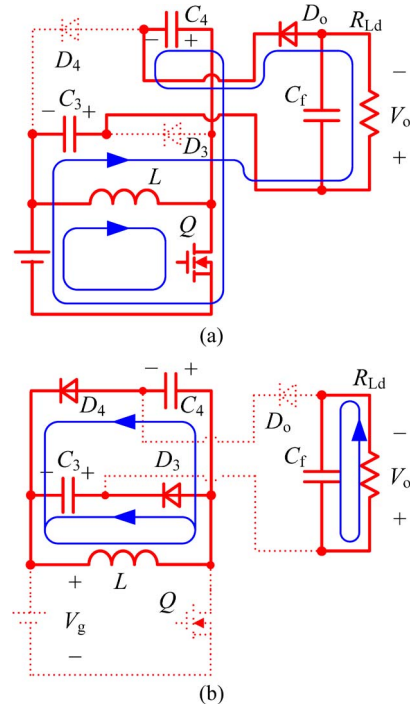 C4
Do
RLd
− +
D4
−
C3
− +
Cf
Vo
D3
+
L
Q
(a)
− +
RLd
D4
C4
Do
−
C3
D3
− +
Cf
Vo
+
+
L
Q
Vg
−
(b)